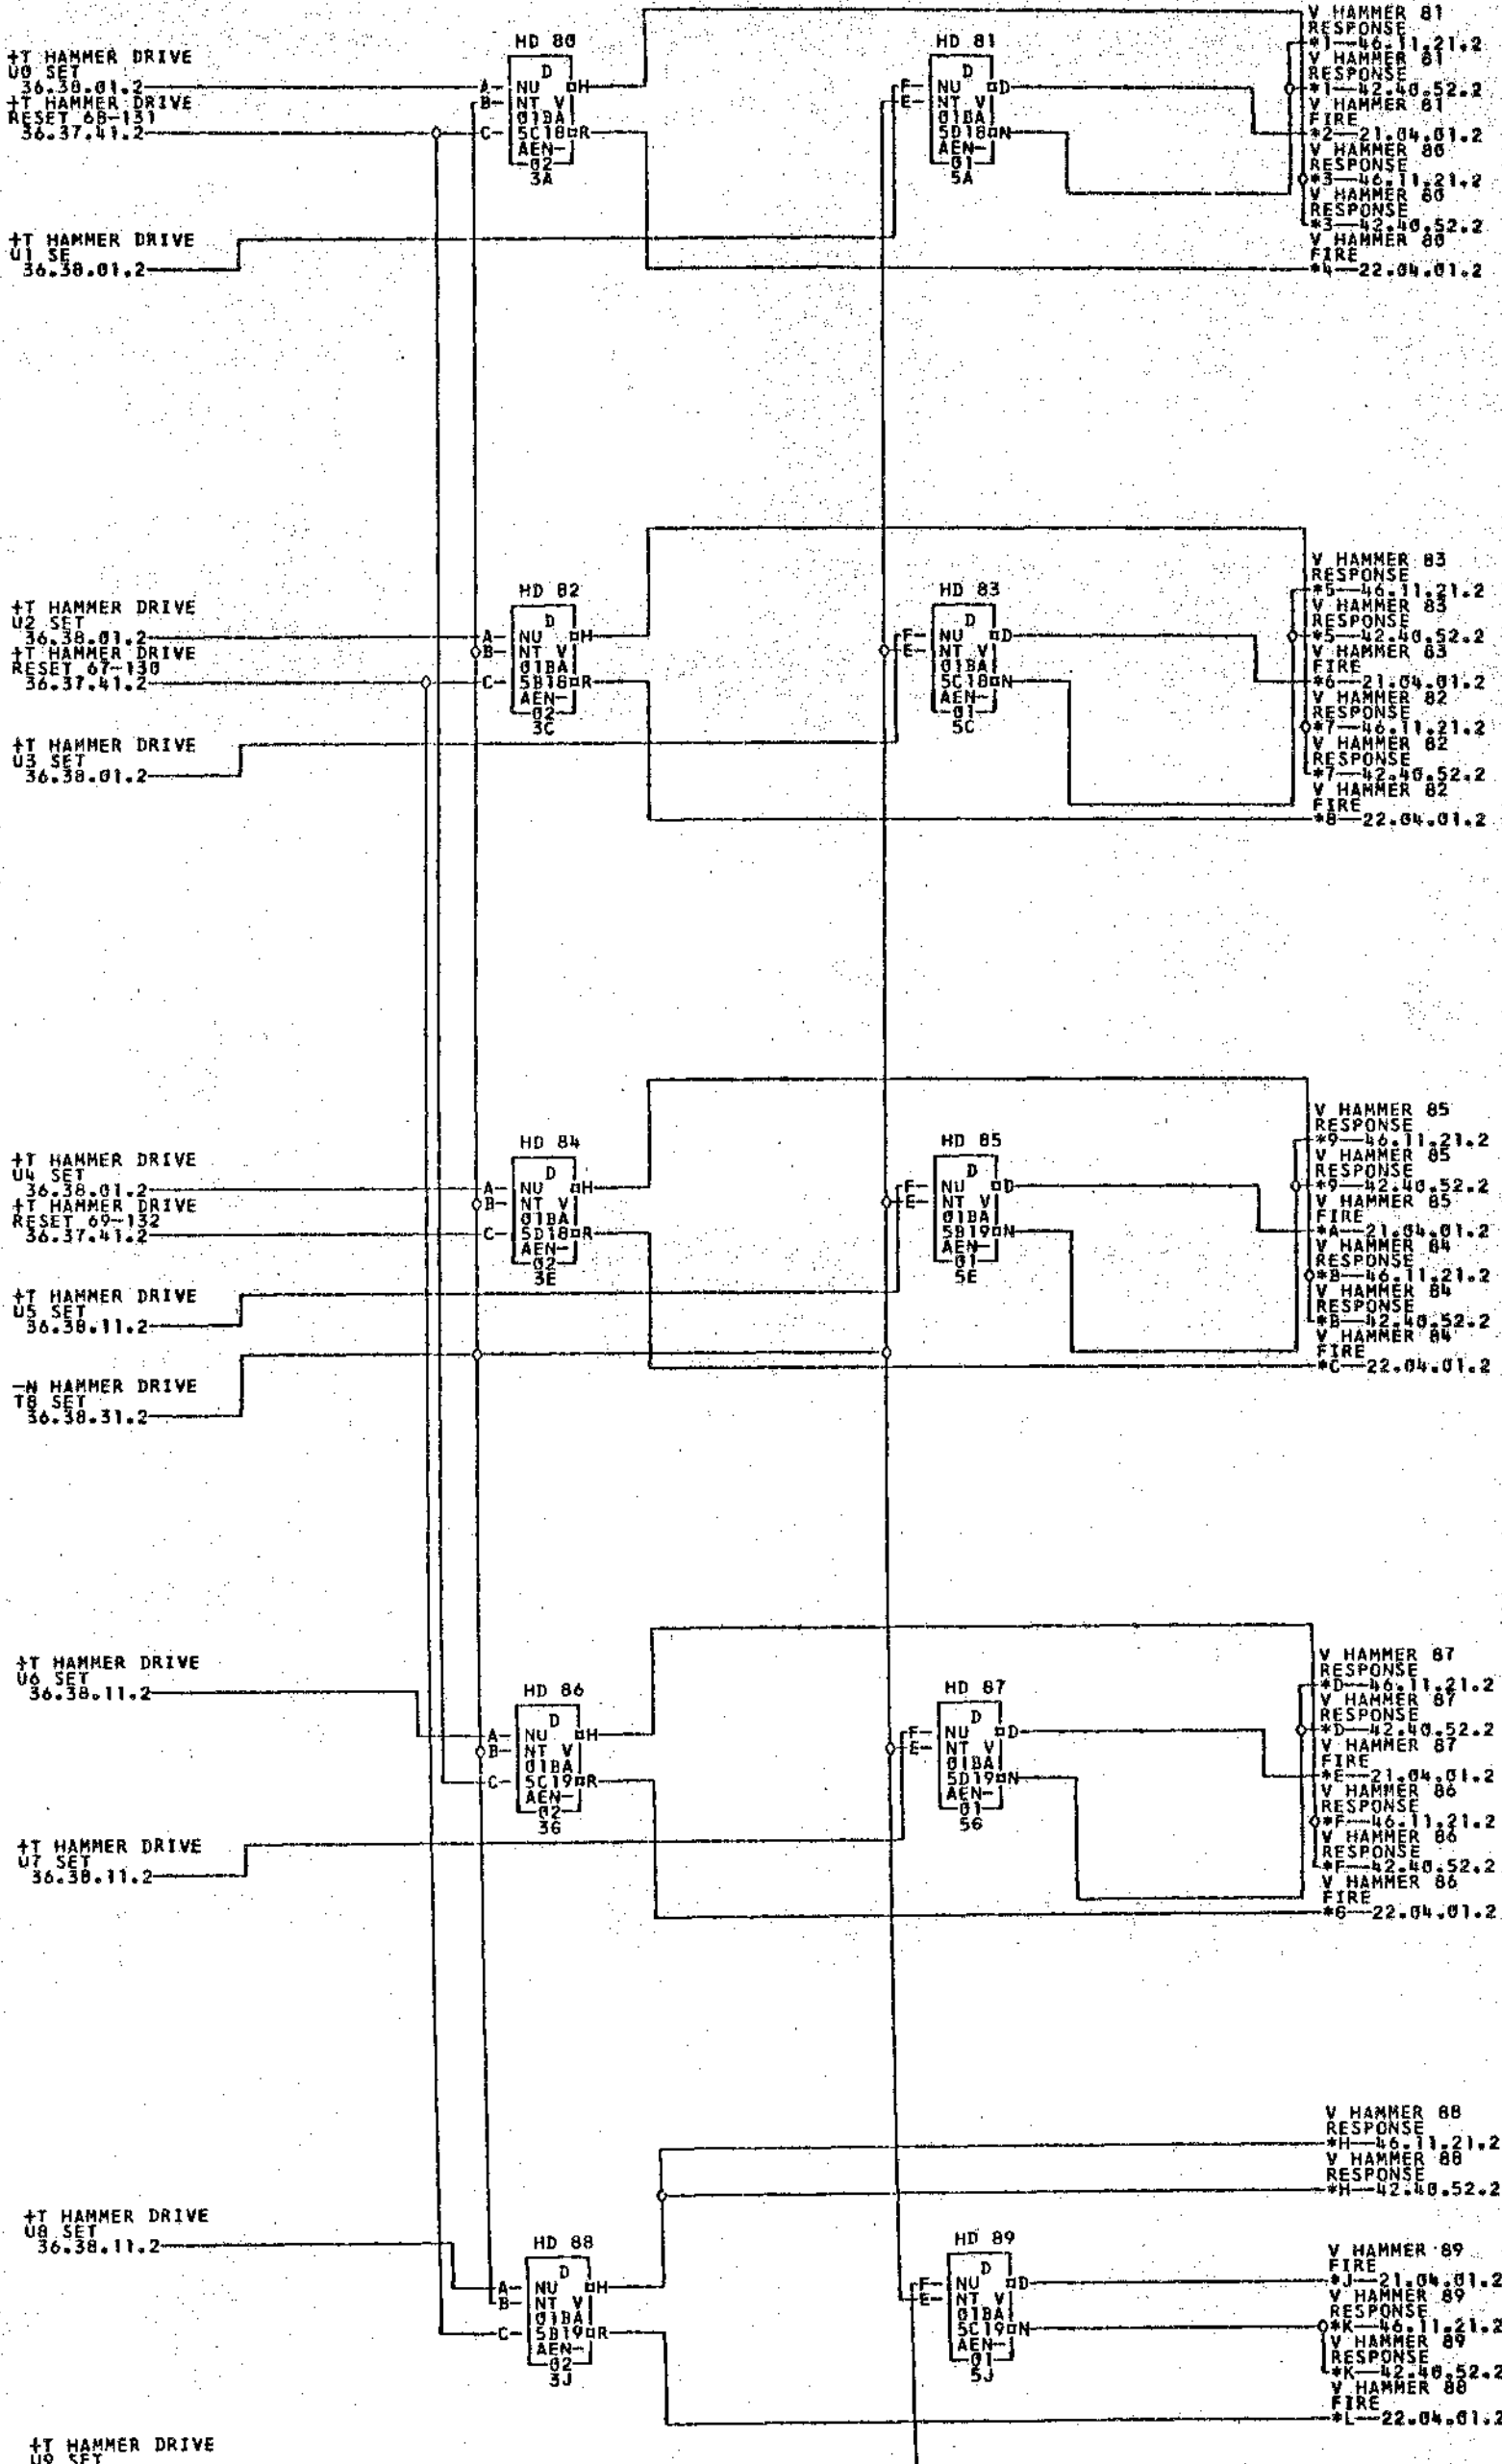 +T HAMMER DRIVE
U0 SET
36.38.01.2
+T HAMMER DRIVE
RESET 68-131
36.37.41.2
+T HAMMER DRIVE
U1 SE
36.38.01.2
HD 80
D
A- NU H
B- NT V
01BA
C- 5C18 R
AEN-
02
3A
HD 81
D
F- NU D
E- NT V
01BA
5D18 N
AEN-
01
5A
V HAMMER 81
RESPONSE
*1-46.11.21.2
V HAMMER 81
RESPONSE
*1-42.40.52.2
V HAMMER 81
FIRE
*2-21.04.01.2
V HAMMER 80
RESPONSE
*3-46.11.21.2
V HAMMER 80
RESPONSE
*3-42.40.52.2
V HAMMER 80
FIRE
*4-22.04.01.2
+T HAMMER DRIVE
U2 SET
36.38.01.2
+T HAMMER DRIVE
RESET 67-130
36.37.41.2
+T HAMMER DRIVE
U3 SET
36.38.01.2
HD 82
D
A- NU H
B- NT V
01BA
C- 5B18 R
AEN-
02
3C
HD 83
D
F- NU D
E- NT V
01BA
5C18 N
AEN-
01
5C
V HAMMER 83
RESPONSE
*5-46.11.21.2
V HAMMER 83
RESPONSE
*5-42.40.52.2
V HAMMER 83
FIRE
*6-21.04.01.2
V HAMMER 82
RESPONSE
*7-46.11.21.2
V HAMMER 82
RESPONSE
*7-42.40.52.2
V HAMMER 82
FIRE
*8-22.04.01.2
+T HAMMER DRIVE
U4 SET
36.38.01.2
+T HAMMER DRIVE
RESET 69-132
36.37.41.2
+T HAMMER DRIVE
U5 SET
36.38.11.2
-N HAMMER DRIVE
T8 SET
36.38.31.2
HD 84
D
A- NU H
B- NT V
01BA
C- 5D18 R
AEN-
02
3E
HD 85
D
F- NU D
E- NT V
01BA
5B19 N
AEN-
01
5E
V HAMMER 85
RESPONSE
*9-46.11.21.2
V HAMMER 85
RESPONSE
*9-42.40.52.2
V HAMMER 85
FIRE
*A-21.04.01.2
V HAMMER 84
RESPONSE
*B-46.11.21.2
V HAMMER 84
RESPONSE
*B-42.40.52.2
V HAMMER 84
FIRE
*C-22.04.01.2
+T HAMMER DRIVE
U6 SET
36.38.11.2
+T HAMMER DRIVE
U7 SET
36.38.11.2
HD 86
D
A- NU H
B- NT V
01BA
C- 5C19 R
AEN-
02
3G
HD 87
D
F- NU D
E- NT V
01BA
5D19 N
AEN-
01
5G
V HAMMER 87
RESPONSE
*D-46.11.21.2
V HAMMER 87
RESPONSE
*D-42.40.52.2
V HAMMER 87
FIRE
*E-21.04.01.2
V HAMMER 86
RESPONSE
*F-46.11.21.2
V HAMMER 86
RESPONSE
*F-42.40.52.2
V HAMMER 86
FIRE
*G-22.04.01.2
+T HAMMER DRIVE
U8 SET
36.38.11.2
HD 88
D
A- NU H
B- NT V
01BA
C- 5B19 R
AEN-
02
3J
HD 89
D
F- NU D
E- NT V
01BA
5C19 N
AEN-
01
5J
V HAMMER 88
RESPONSE
*H-46.11.21.2
V HAMMER 88
RESPONSE
*H-42.40.52.2
V HAMMER 89
FIRE
*J-21.04.01.2
V HAMMER 89
RESPONSE
*K-46.11.21.2
V HAMMER 89
RESPONSE
*K-42.40.52.2
V HAMMER 88
FIRE
*L-22.04.01.2
+T HAMMER DRIVE
U9 SET